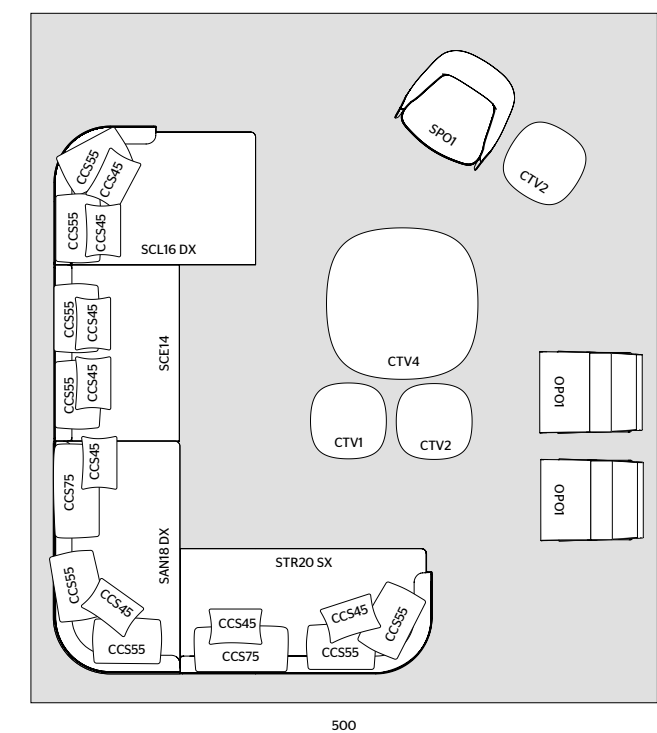 SPO1
CTV2
CCS55
CCS45
CCS55
CCS45
SCL16 DX
CCS55
CCS45
SCE14
CTV4
CCS55
CCS45
OPO1
CTV1
CTV2
CCS45
CCS75
OPO1
SAN18 DX
STR20 SX
CCS55
CCS45
CCS45
CCS45
CCS55
CCS55
CCS75
CCS55
500